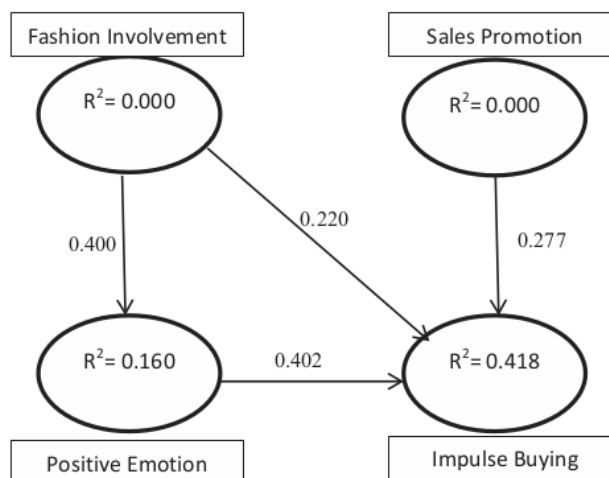 Fashion Involvement
Sales Promotion
R²= 0.000
R²= 0.000
0.400
0.220
0.277
R²= 0.160
0.402
R²= 0.418
Positive Emotion
Impulse Buying